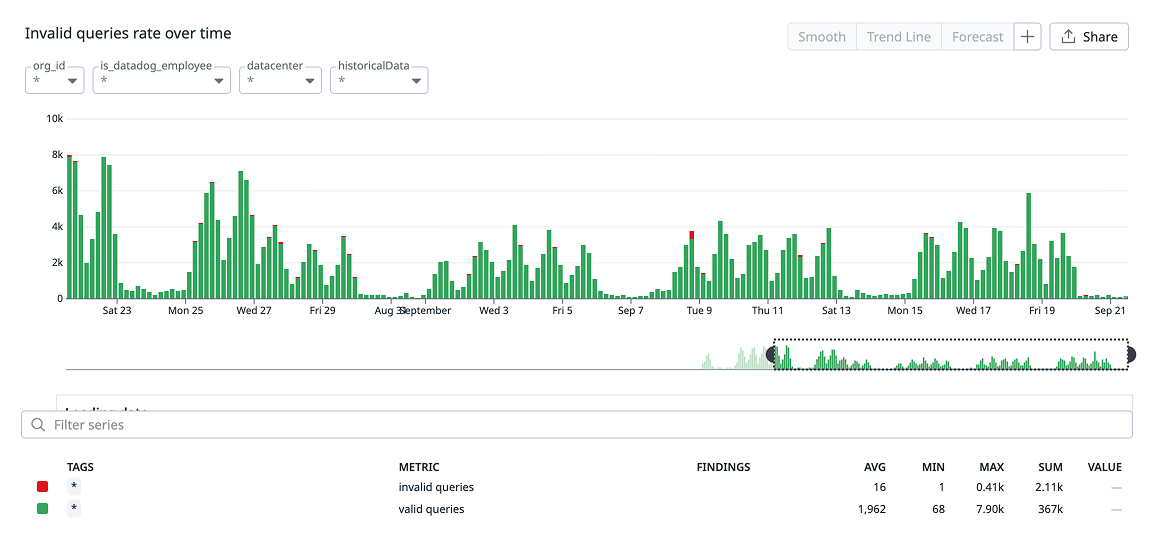 Invalid queries rate over time
Smooth Trend Line Forecast + Share
org_id is_datadog_employee datacenter historicalData
* * * *
10k
8k
6k
4k
2k
0
Sat 23 Mon 25 Wed 27 Fri 29 Aug 31 September Wed 3 Fri 5 Sep 7 Tue 9 Thu 11 Sat 13 Mon 15 Wed 17 Fri 19 Sep 21
Loading data
Filter series
TAGS METRIC FINDINGS AVG MIN MAX SUM VALUE
* invalid queries 16 1 0.41k 2.11k —
* valid queries 1,962 68 7.90k 367k —